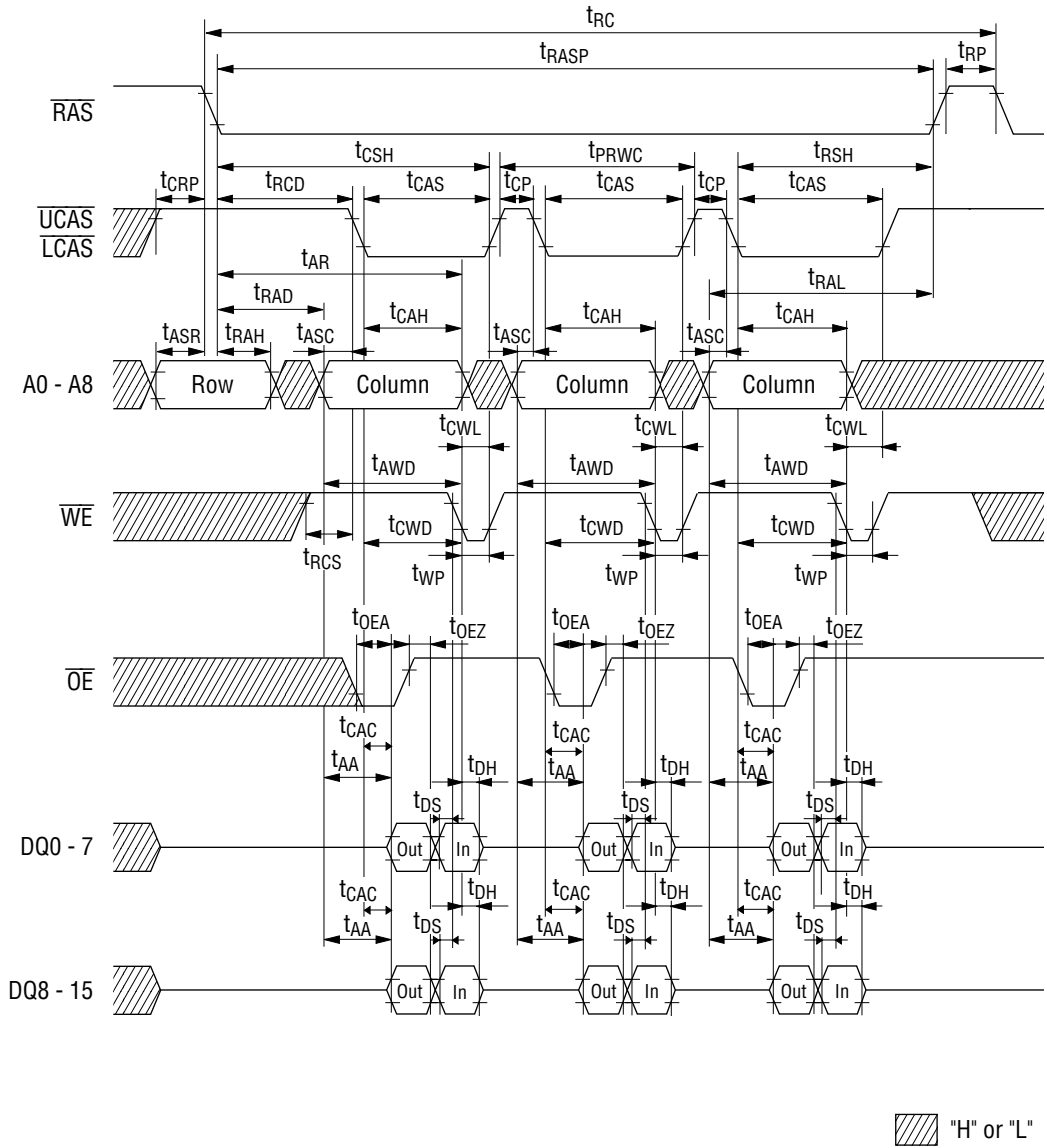 tRC
tRASP
tRP
RAS
tCSH
tPRWC
tRSH
tCRP
tRCD
tCAS
tCP
tCAS
tCP
tCAS
UCAS
LCAS
tAR
tRAL
tRAD
tCAH
tCAH
tCAH
tASR
tRAH
tASC
tASC
tASC
A0 - A8
Row
Column
Column
Column
tCWL
tCWL
tCWL
tAWD
tAWD
tAWD
WE
tRCS
tCWD
tCWD
tCWD
tWP
tWP
tWP
tOEA
tOEZ
tOEA
tOEZ
tOEA
tOEZ
OE
tCAC
tCAC
tCAC
tAA
tDH
tAA
tDH
tAA
tDH
tDS
tDS
tDS
DQ0 - 7
Out
In
Out
In
Out
In
tCAC
tDH
tCAC
tDH
tCAC
tDH
tAA
tDS
tAA
tDS
tAA
tDS
DQ8 - 15
Out
In
Out
In
Out
In
"H" or "L"